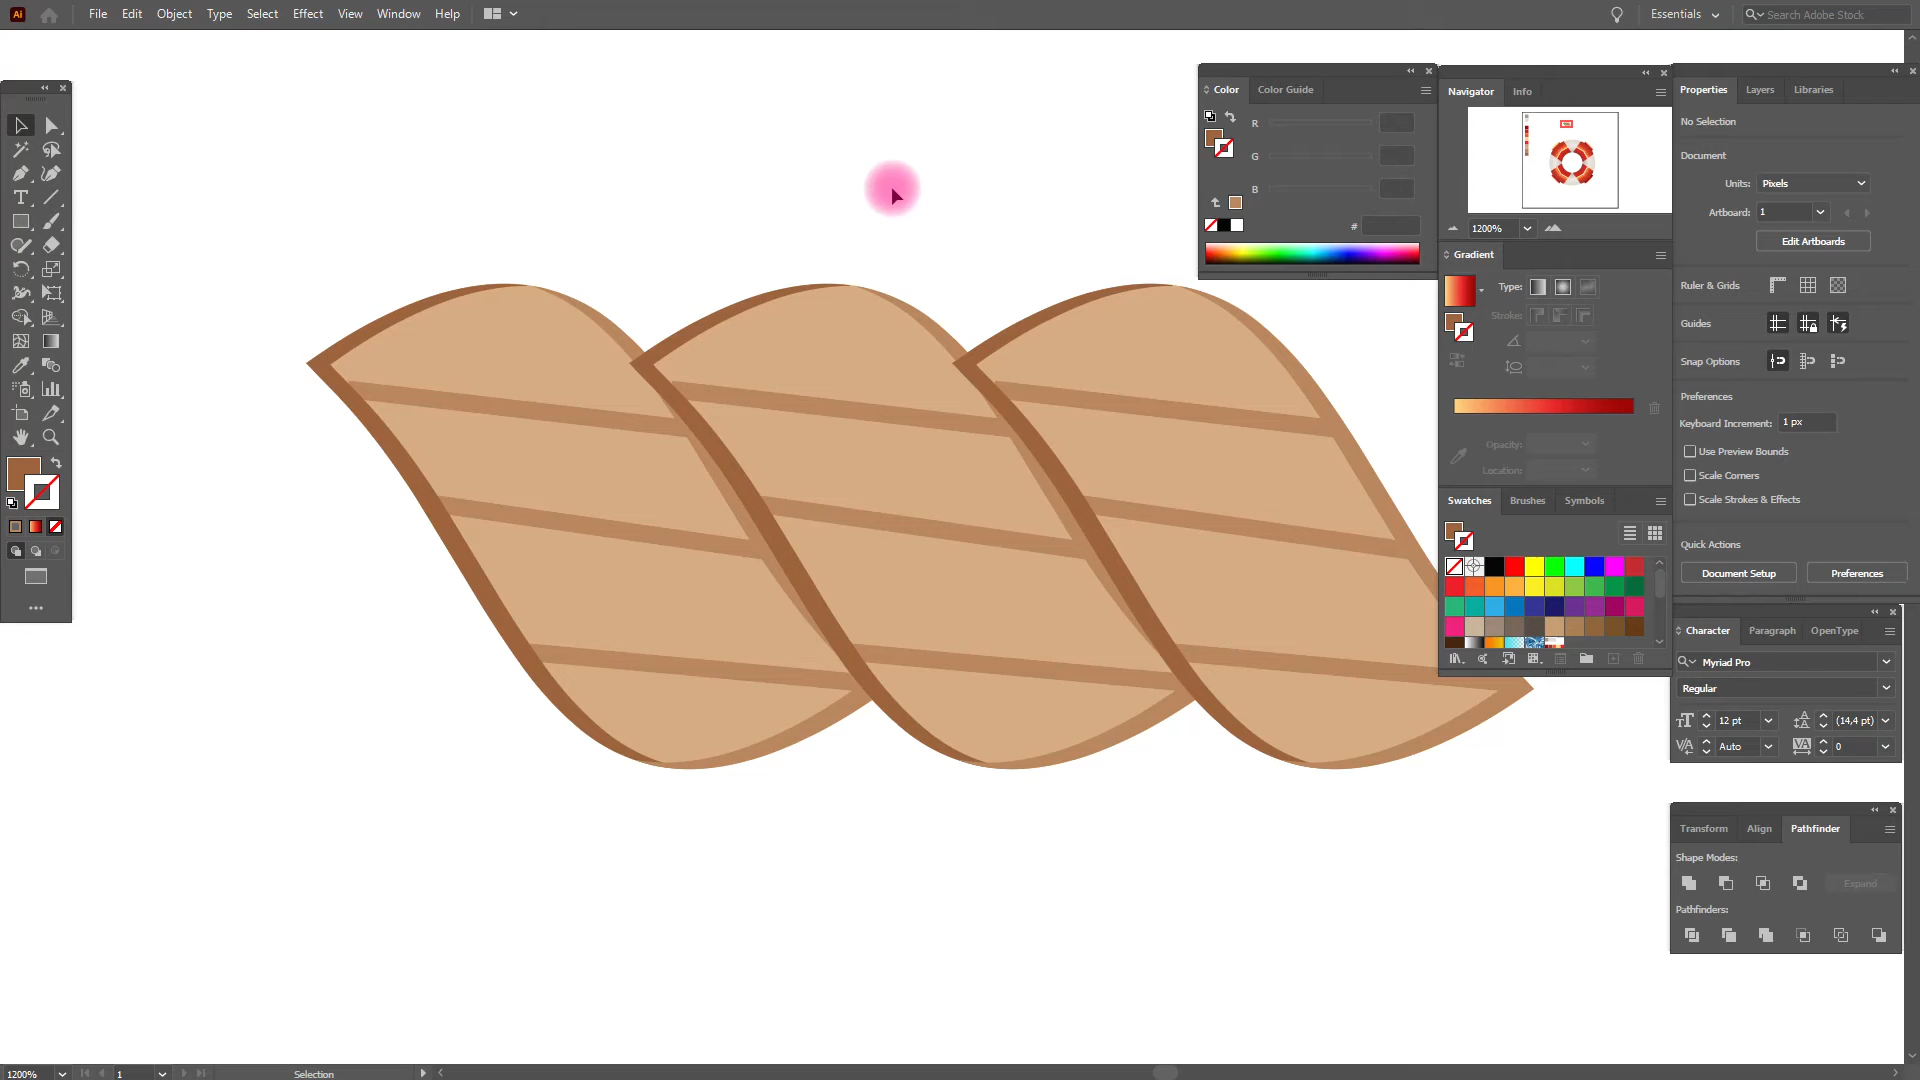 Ai File Edit Object Type Select Effect View Window Help
Essentials Search Adobe Stock
Color Color Guide
R
G
B
#
Navigator Info
1200%
Gradient
Type:
Stroke:
Opacity:
Location:
Swatches Brushes Symbols
Properties Layers Libraries
No Selection
Document
Units: Pixels
Artboard: 1
Edit Artboards
Ruler & Grids
Guides
Snap Options
Preferences
Keyboard Increment: 1 px
Use Preview Bounds
Scale Corners
Scale Strokes & Effects
Quick Actions
Document Setup Preferences
Character Paragraph OpenType
Myriad Pro
Regular
12 pt (14,4 pt)
Auto 0
Transform Align Pathfinder
Shape Modes:
Expand
Pathfinders:
1200% 1 Selection